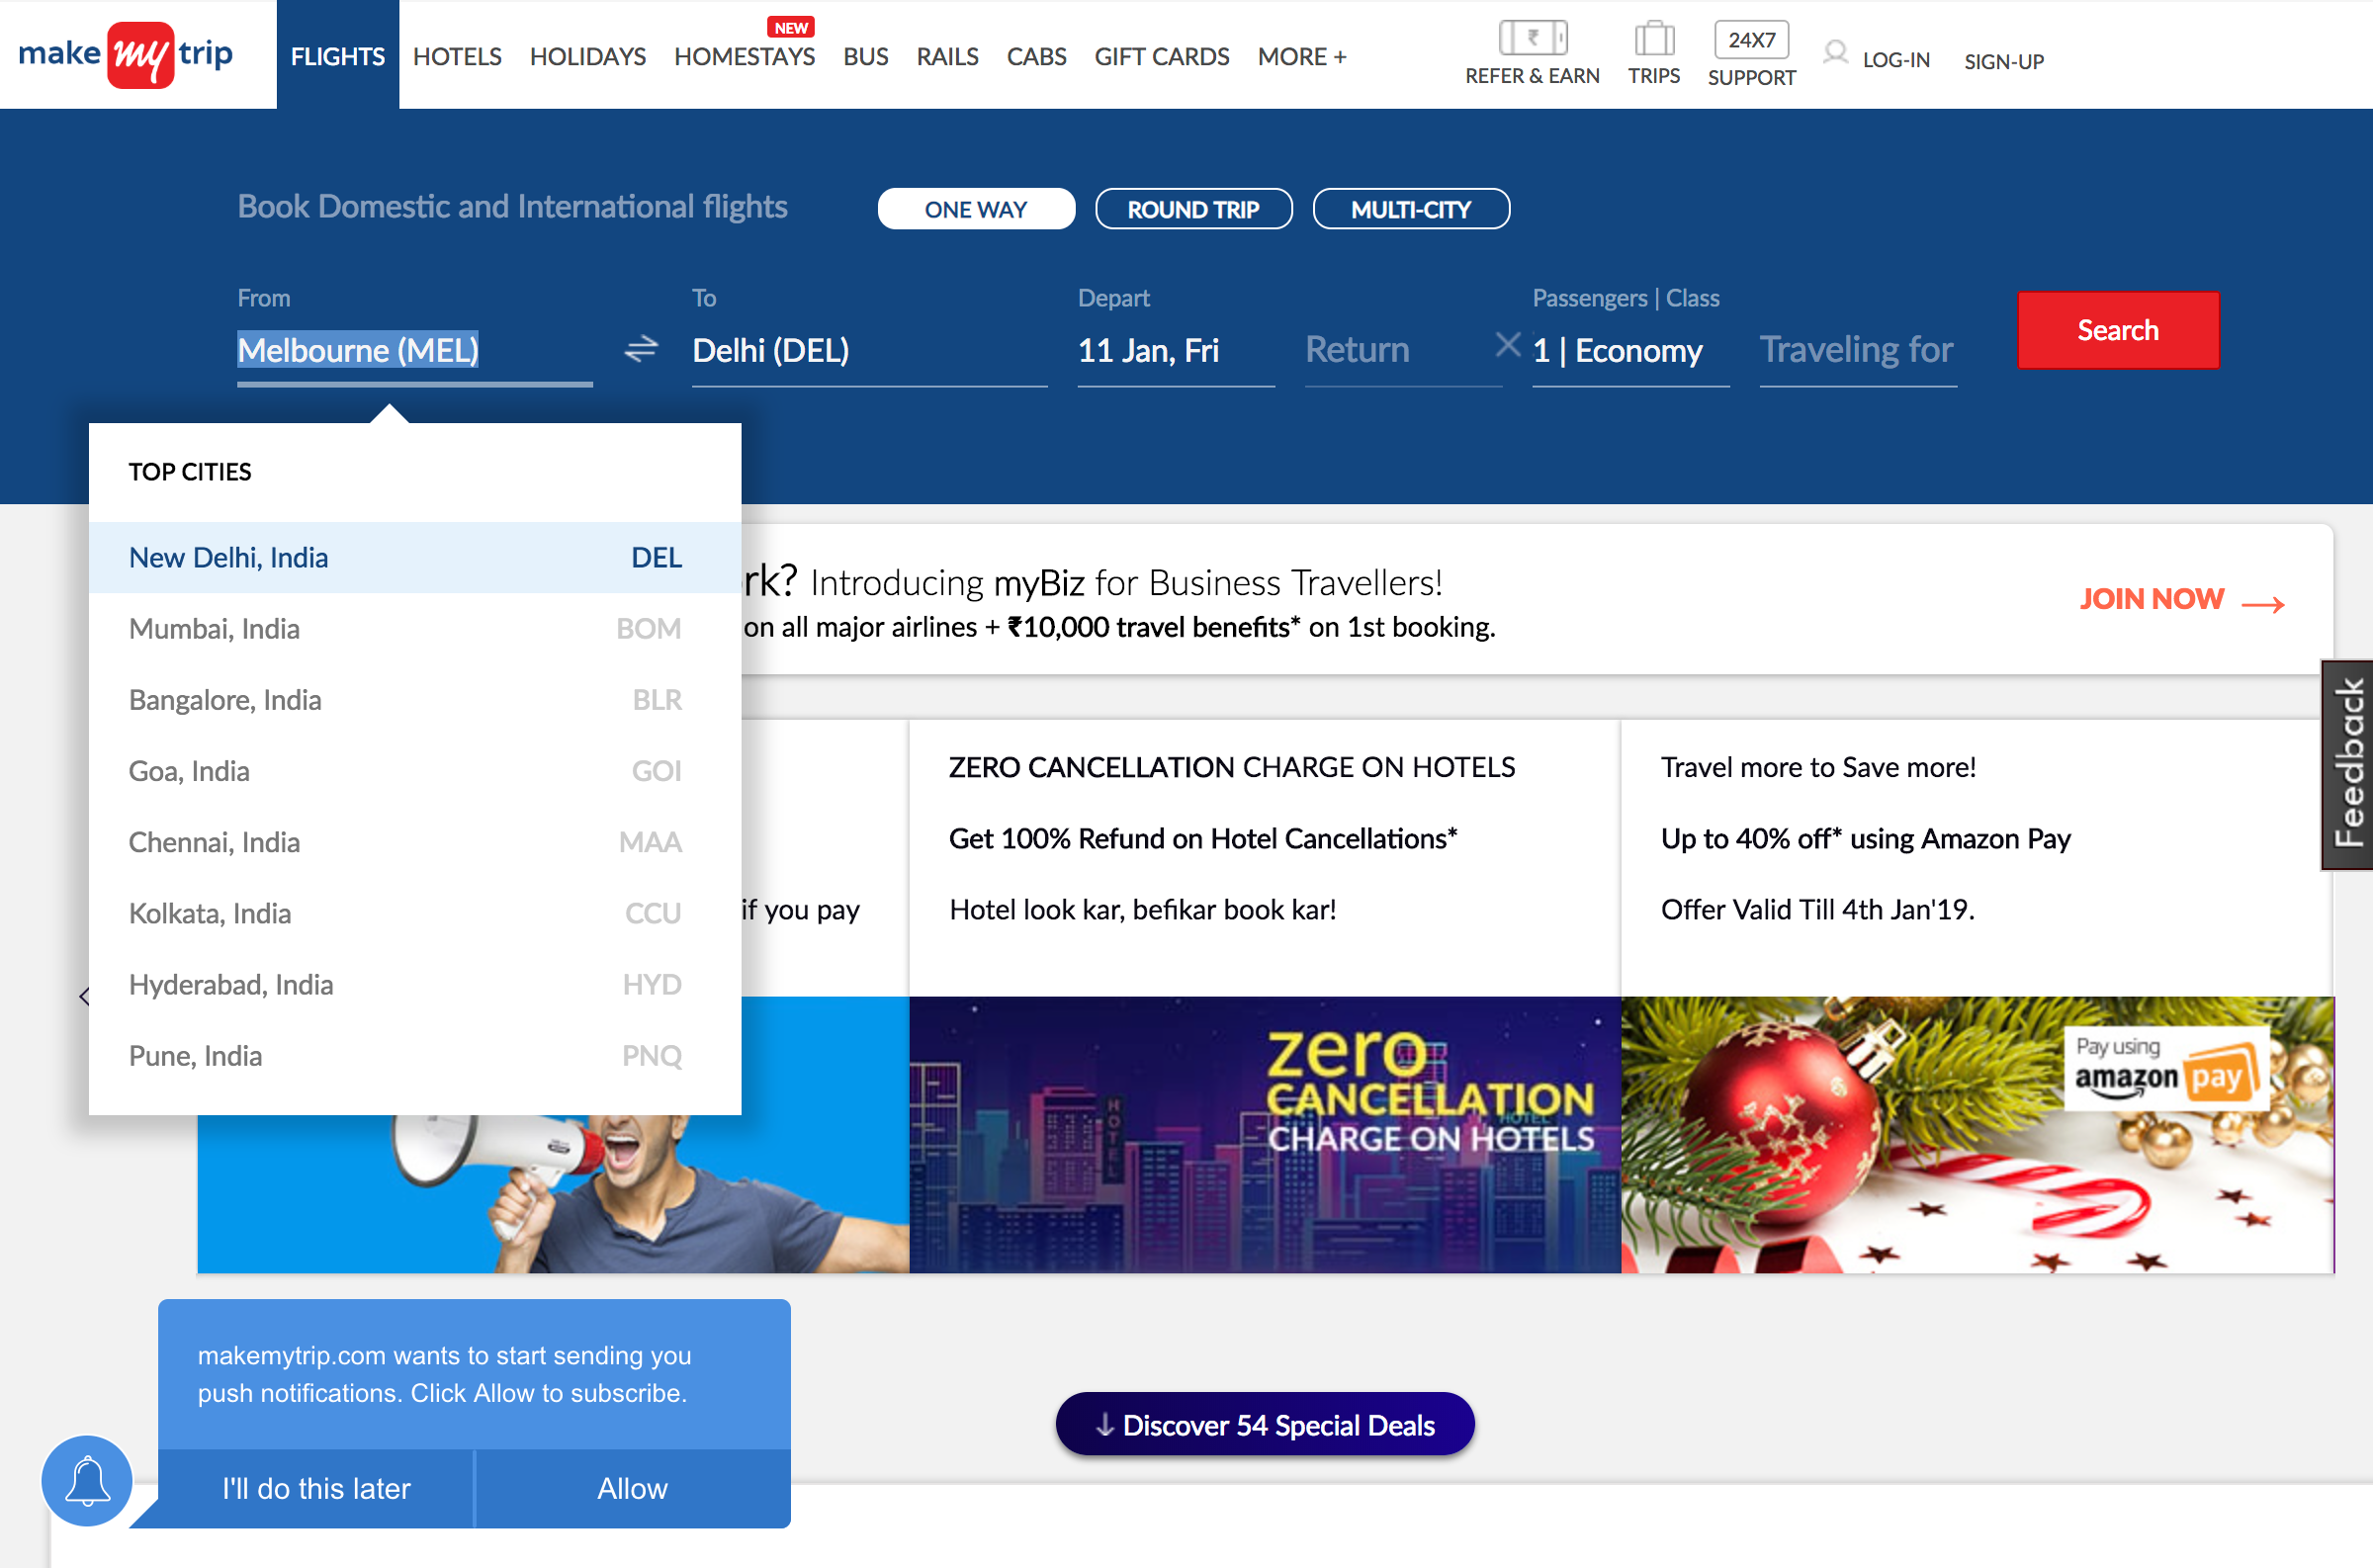 make my trip
FLIGHTS
HOTELS
HOLIDAYS
NEW
HOMESTAYS
BUS
RAILS
CABS
GIFT CARDS
MORE +
₹
REFER & EARN
TRIPS
24X7
SUPPORT
LOG-IN
SIGN-UP
Book Domestic and International flights
ONE WAY
ROUND TRIP
MULTI-CITY
From
Melbourne (MEL)
To
Delhi (DEL)
Depart
11 Jan, Fri
Return
Passengers | Class
1 | Economy
Traveling for
Search
TOP CITIES
New Delhi, India DEL
Mumbai, India BOM
Bangalore, India BLR
Goa, India GOI
Chennai, India MAA
Kolkata, India CCU
Hyderabad, India HYD
Pune, India PNQ
rk? Introducing myBiz for Business Travellers!
on all major airlines + ₹10,000 travel benefits* on 1st booking.
JOIN NOW
Feedback
if you pay
ZERO CANCELLATION CHARGE ON HOTELS
Get 100% Refund on Hotel Cancellations*
Hotel look kar, befikar book kar!
HOTEL
HOTEL
zero
CANCELLATION
CHARGE ON HOTELS
Travel more to Save more!
Up to 40% off* using Amazon Pay
Offer Valid Till 4th Jan'19.
Pay using
amazon pay
makemytrip.com wants to start sending you
push notifications. Click Allow to subscribe.
I'll do this later
Allow
Discover 54 Special Deals